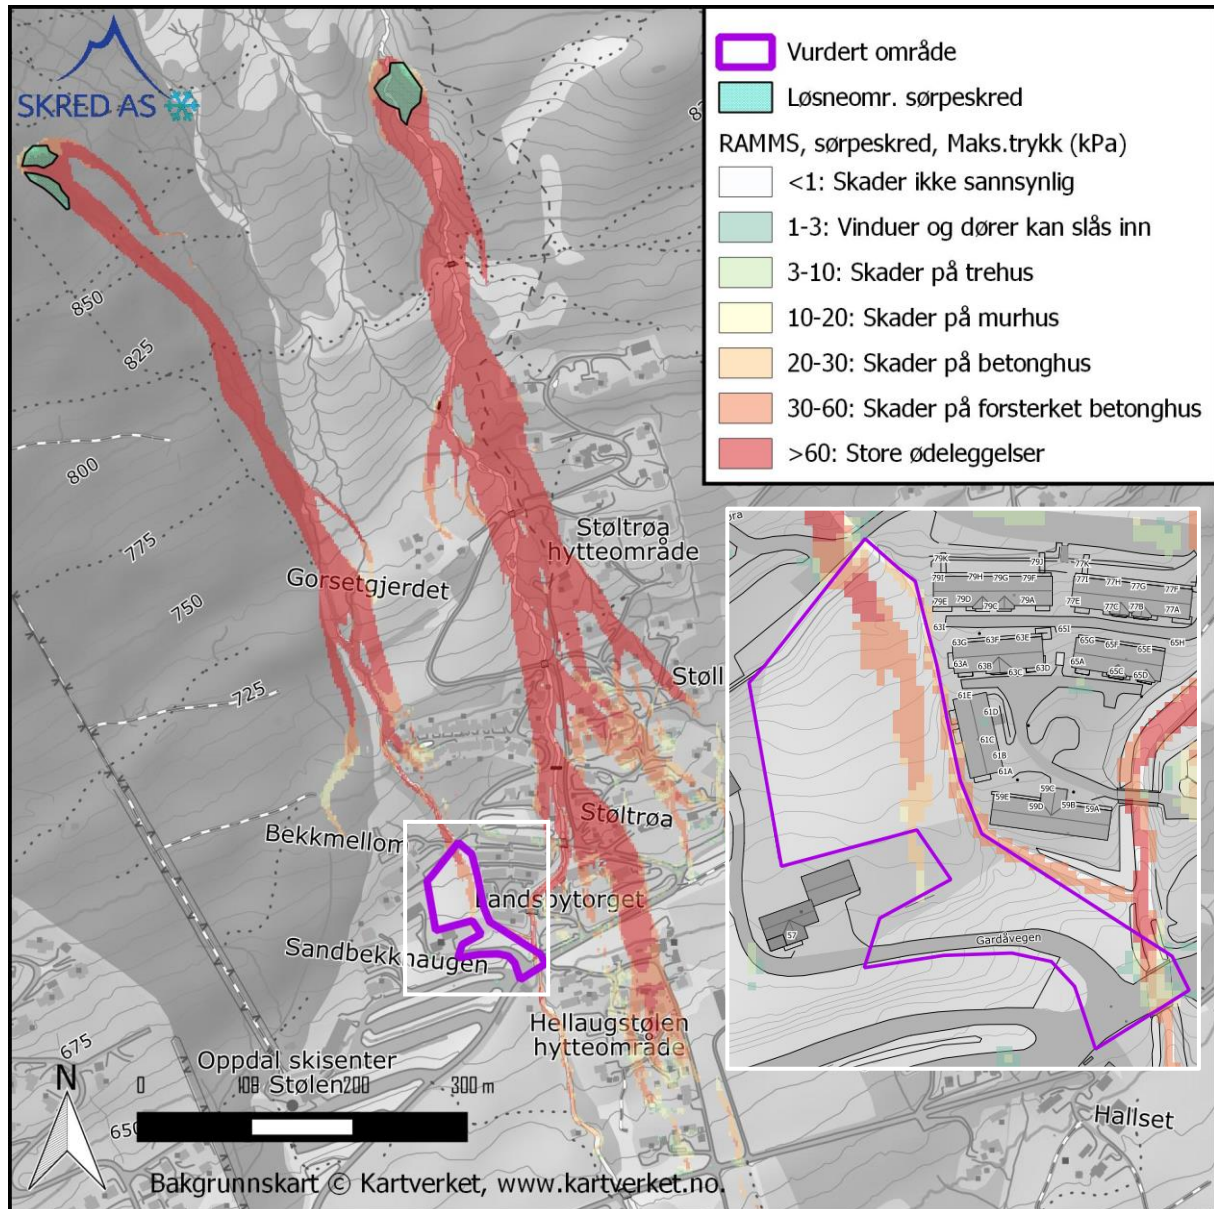 SKRED AS
Vurdert område
Løsneomr. sørpeskred
RAMMS, sørpeskred, Maks.trykk (kPa)
<1: Skader ikke sannsynlig
1-3: Vinduer og dører kan slås inn
3-10: Skader på trehus
10-20: Skader på murhus
20-30: Skader på betonghus
30-60: Skader på forsterket betonghus
>60: Store ødeleggelser
850
825
800
775
750
725
675
650
Støltrøa
hytteområde
Gorsetgjerdet
Støll
Støltrøa
Bekkmellom
Landsbytorget
Sandbekkhaugen
Hellaugstølen
hytteområde
Oppdal skisenter
Stølen
Hallset
N
0 108 200 300 m
Bakgrunnskart © Kartverket, www.kartverket.no.
79K
79J
77K
79I
79H
79G
79F
77I
77H
77G
77F
79E
79D
79C
79A
77E
77C
77B
77A
63I
63G
63F
63E
65I
65G
65F
65E
65H
63A
63B
63C
63D
65A
65C
65D
61E
61D
61C
61B
61A
59E
59C
59D
59B
59A
57
Gardåvegen